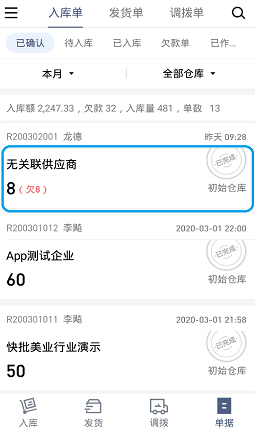 入库单 发货单 调拨单
已确认 待入库 已入库 欠款单 已作...
本月 全部仓库
入库额 2,247.33，欠款 32，入库量 481，单数 13
R200302001 龙德 昨天 09:28
无关联供应商 已完成
8（欠8） 初始仓库
R200301012 李飚 2020-03-01 22:00
App测试企业 已完成
60 初始仓库
R200301011 李飚 2020-03-01 21:58
快批美业行业演示 已完成
50 初始仓库
入库 发货 调拨 单据